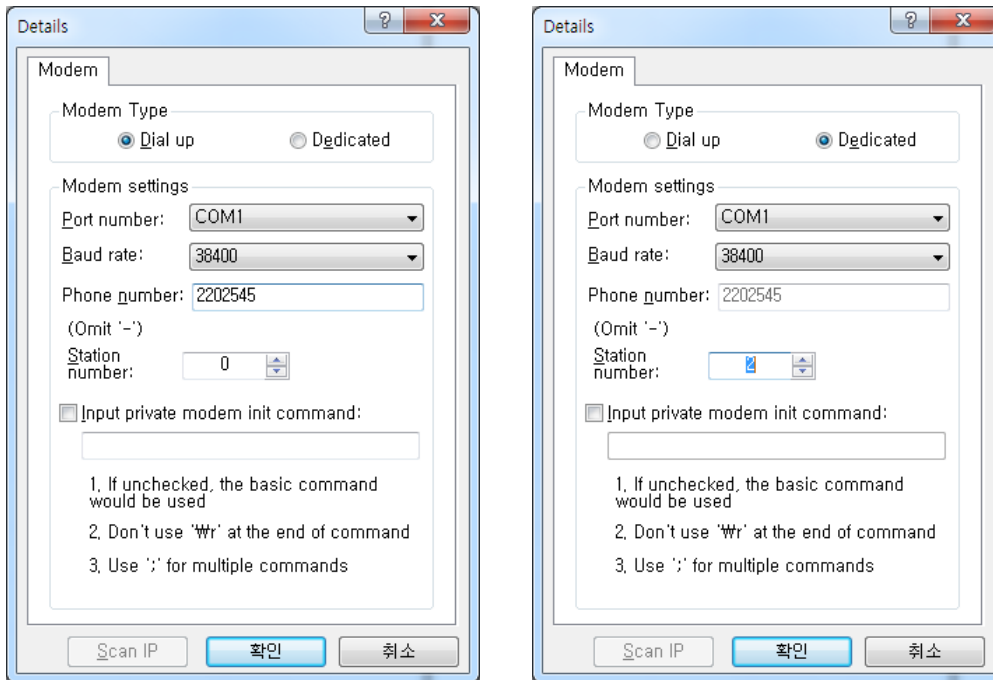 Details
Modem
Modem Type
Dial up
Dedicated
Modem settings
Port number:
COM1
Baud rate:
38400
Phone number:
2202545
(Omit '-')
Station
number:
0
Input private modem init command:
1. If unchecked, the basic command
would be used
2. Don't use '₩r' at the end of command
3. Use ';' for multiple commands
Scan IP
확인
취소
Details
Modem
Modem Type
Dial up
Dedicated
Modem settings
Port number:
COM1
Baud rate:
38400
Phone number:
2202545
(Omit '-')
Station
number:
2
Input private modem init command:
1. If unchecked, the basic command
would be used
2. Don't use '₩r' at the end of command
3. Use ';' for multiple commands
Scan IP
확인
취소